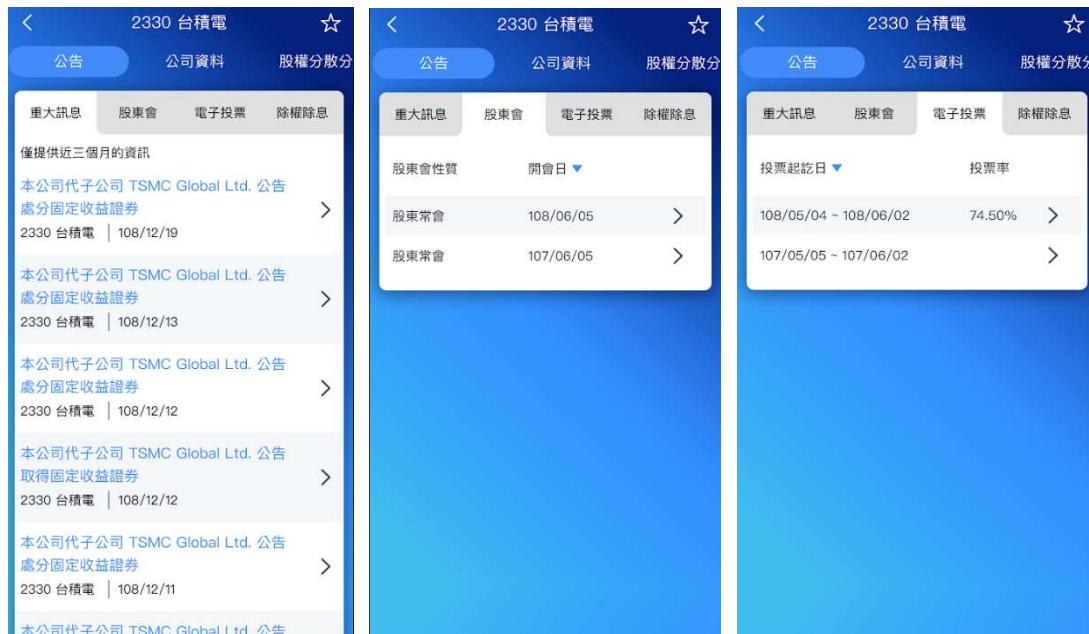 2330 台積電
公告 公司資料 股權分散分
重大訊息 股東會 電子投票 除權除息
僅提供近三個月的資訊
本公司代子公司 TSMC Global Ltd. 公告
處分固定收益證券
2330 台積電 | 108/12/19
本公司代子公司 TSMC Global Ltd. 公告
處分固定收益證券
2330 台積電 | 108/12/13
本公司代子公司 TSMC Global Ltd. 公告
處分固定收益證券
2330 台積電 | 108/12/12
本公司代子公司 TSMC Global Ltd. 公告
取得固定收益證券
2330 台積電 | 108/12/12
本公司代子公司 TSMC Global Ltd. 公告
處分固定收益證券
2330 台積電 | 108/12/11
本公司代子公司 TSMC Global Ltd. 公告
2330 台積電
公告 公司資料 股權分散分
重大訊息 股東會 電子投票 除權除息
股東會性質 開會日
股東常會 108/06/05
股東常會 107/06/05
2330 台積電
公告 公司資料 股權分散分
重大訊息 股東會 電子投票 除權除息
投票起訖日 投票率
108/05/04 ~ 108/06/02 74.50%
107/05/05 ~ 107/06/02